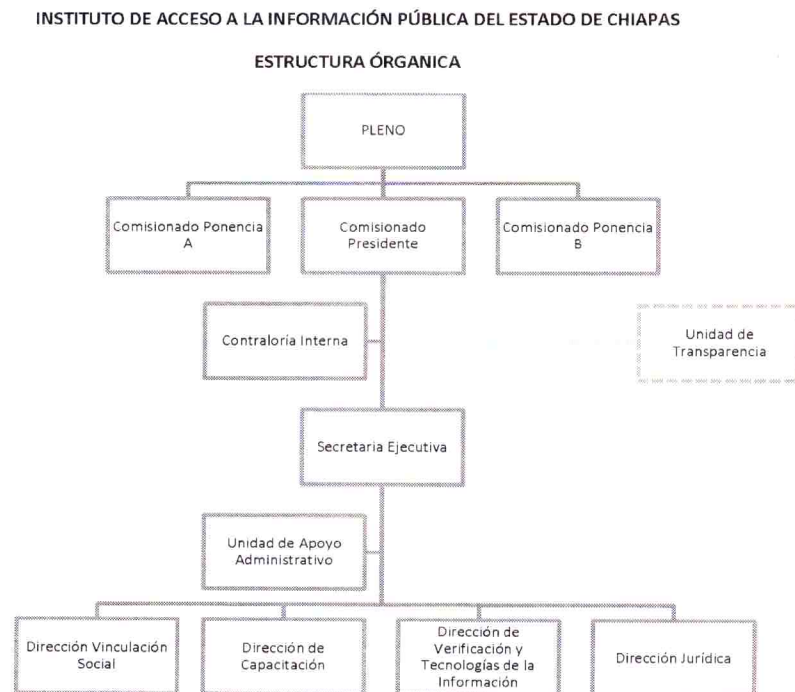 INSTITUTO DE ACCESO A LA INFORMACIÓN PÚBLICA DEL ESTADO DE CHIAPAS
ESTRUCTURA ÓRGANICA
PLENO
Comisionado Ponencia
A
Comisionado
Presidente
Comisionado Ponencia
B
Contraloría Interna
Unidad de
Transparencia
Secretaria Ejecutiva
Unidad de Apoyo
Administrativo
Dirección Vinculación
Social
Dirección de
Capacitación
Dirección de
Verificación y
Tecnologías de la
Información
Dirección Jurídica